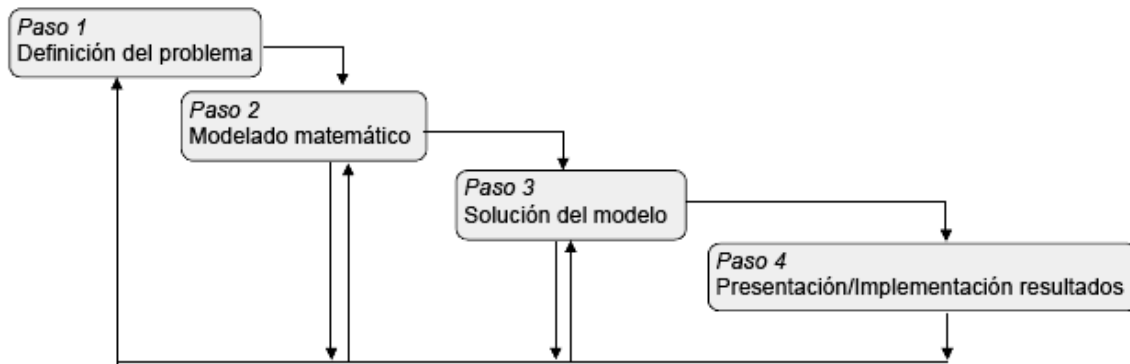 Paso 1
Definición del problema
Paso 2
Modelado matemático
Paso 3
Solución del modelo
Paso 4
Presentación/Implementación resultados